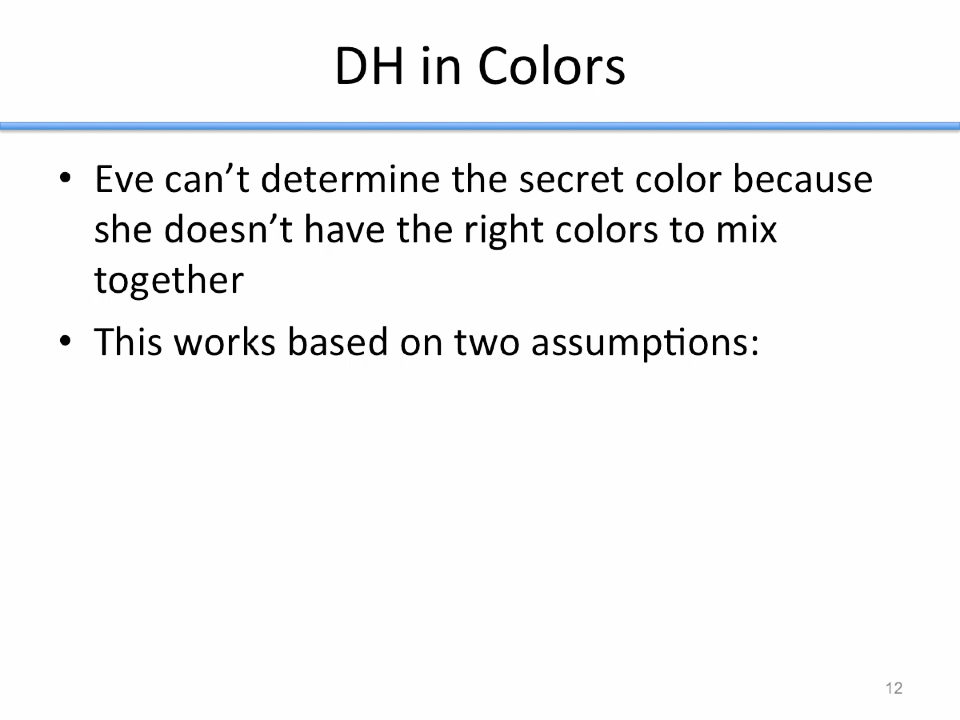 DH in Colors
• Eve can’t determine the secret color because
she doesn’t have the right colors to mix
together
• This works based on two assumptions:
12